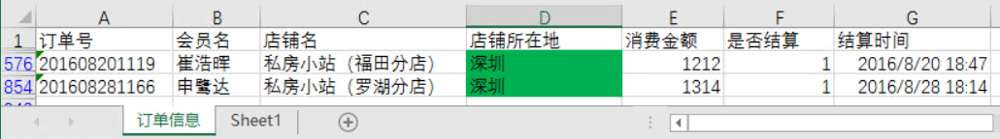 A B C D E F G
1 订单号 会员名 店铺名 店铺所在地 消费金额 是否结算 结算时间
576 201608201119 崔浩晖 私房小站（福田分店） 深圳 1212 1 2016/8/20 18:47
854 201608281166 申鹭达 私房小站（罗湖分店） 深圳 1314 1 2016/8/28 18:14
订单信息 Sheet1